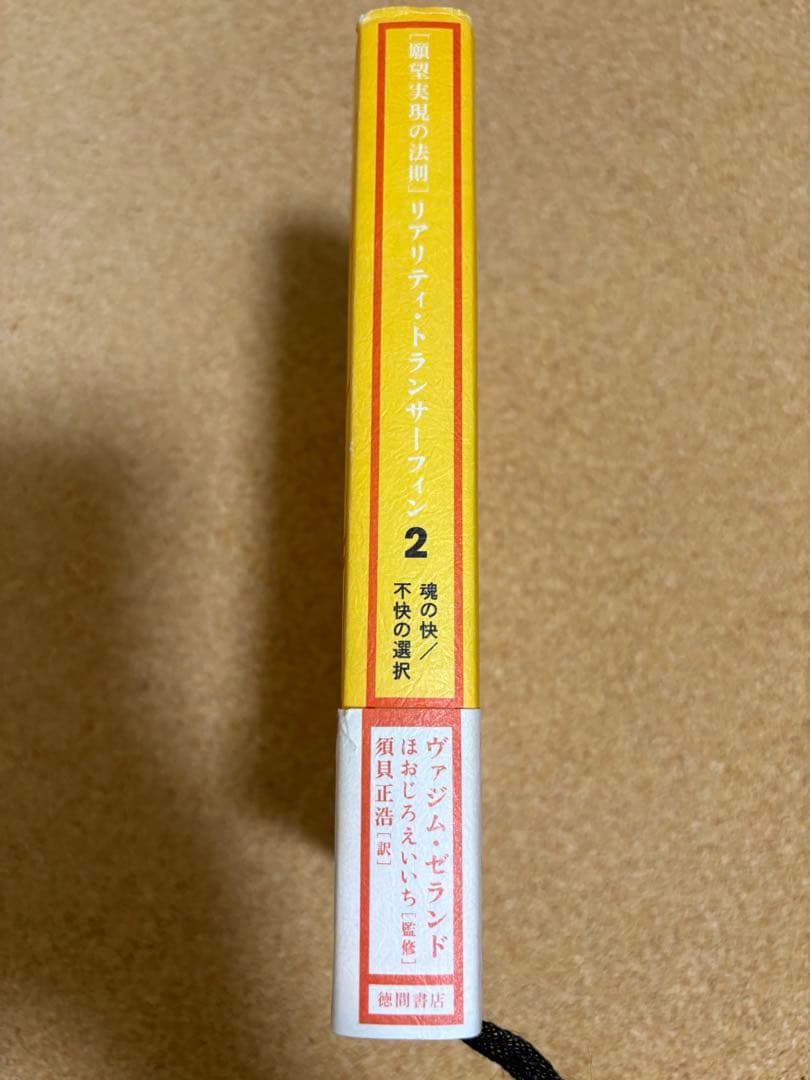 [願望実現の法則]リアリティ・トランサーフィン
2
魂の快／
不快の選択
ヴァジム・ゼランド
ほおじろえいいち[監修]
須貝正浩[訳]
徳間書店